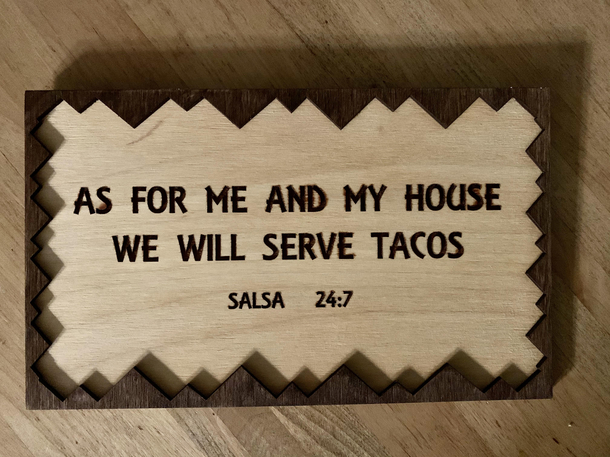 AS FOR ME AND MY HOUSE
WE WILL SERVE TACOS
SALSA 24:7